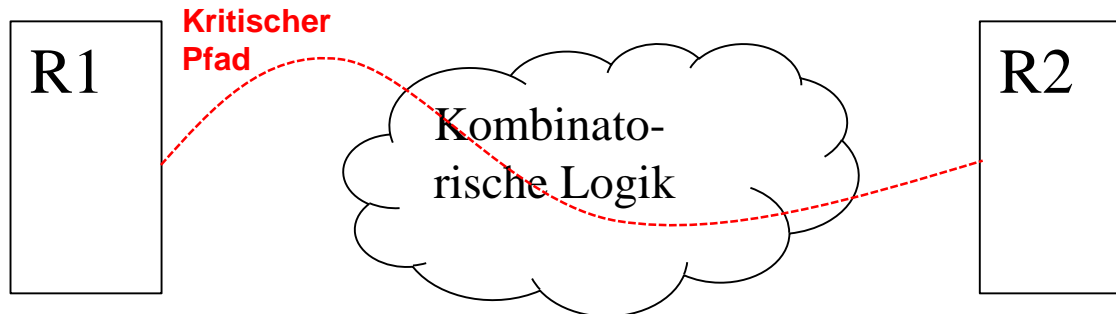 Kritischer
Pfad
R1
R2
Kombinato-
rische Logik